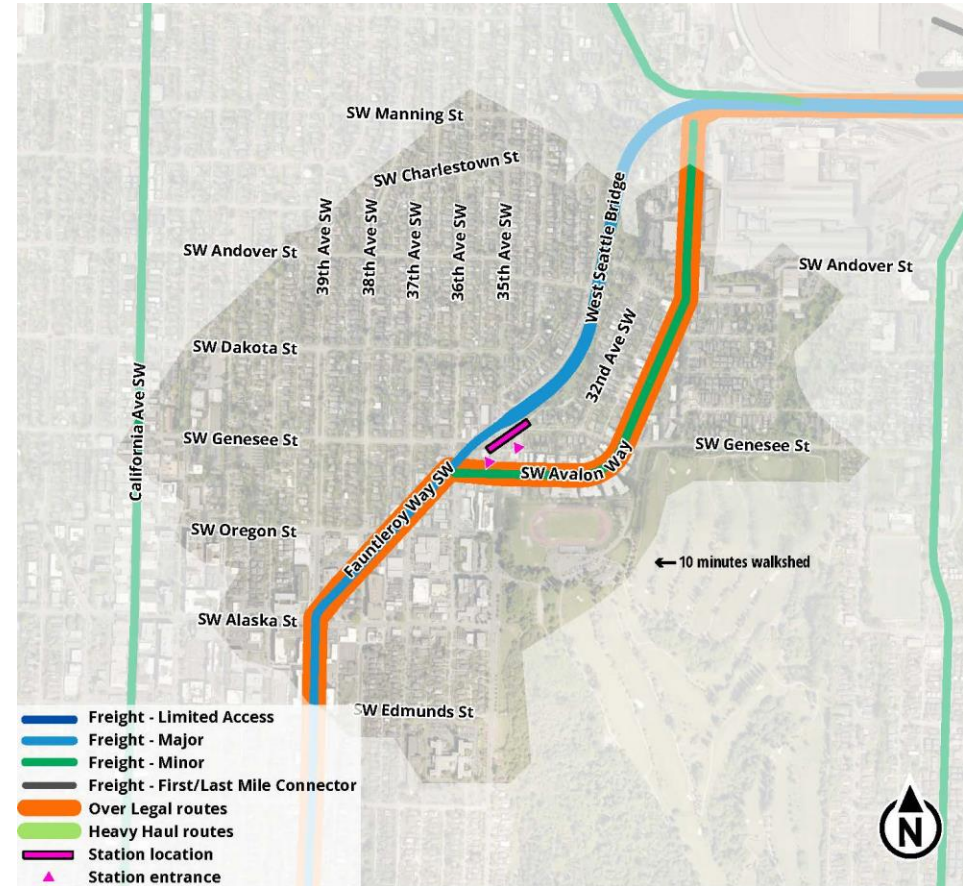 SW Manning St
SW Charlestown St
39th Ave SW
38th Ave SW
37th Ave SW
36th Ave SW
35th Ave SW
West Seattle Bridge
SW Andover St
SW Andover St
32nd Ave SW
SW Dakota St
California Ave SW
SW Genesee St
SW Genesee St
SW Avalon Way
Fauntleroy Way SW
SW Oregon St
← 10 minutes walkshed
SW Alaska St
SW Edmunds St
Freight - Limited Access
Freight - Major
Freight - Minor
Freight - First/Last Mile Connector
Over Legal routes
Heavy Haul routes
Station location
Station entrance
N